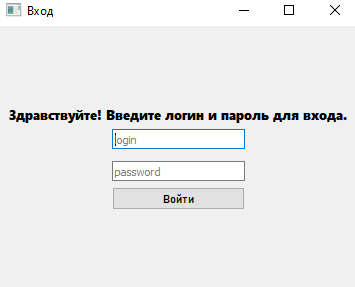 Вход
Здравствуйте! Введите логин и пароль для входа.
login
password
Войти